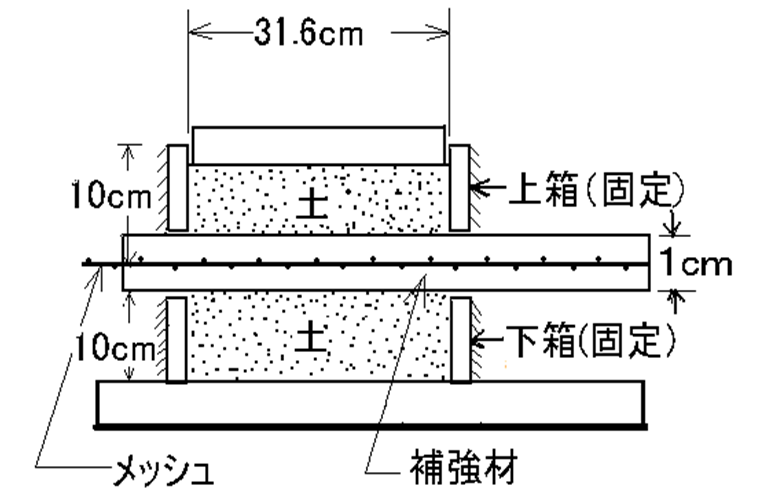 31.6cm
10cm
土
上箱(固定)
1cm
10cm
土
下箱(固定)
メッシュ
補強材